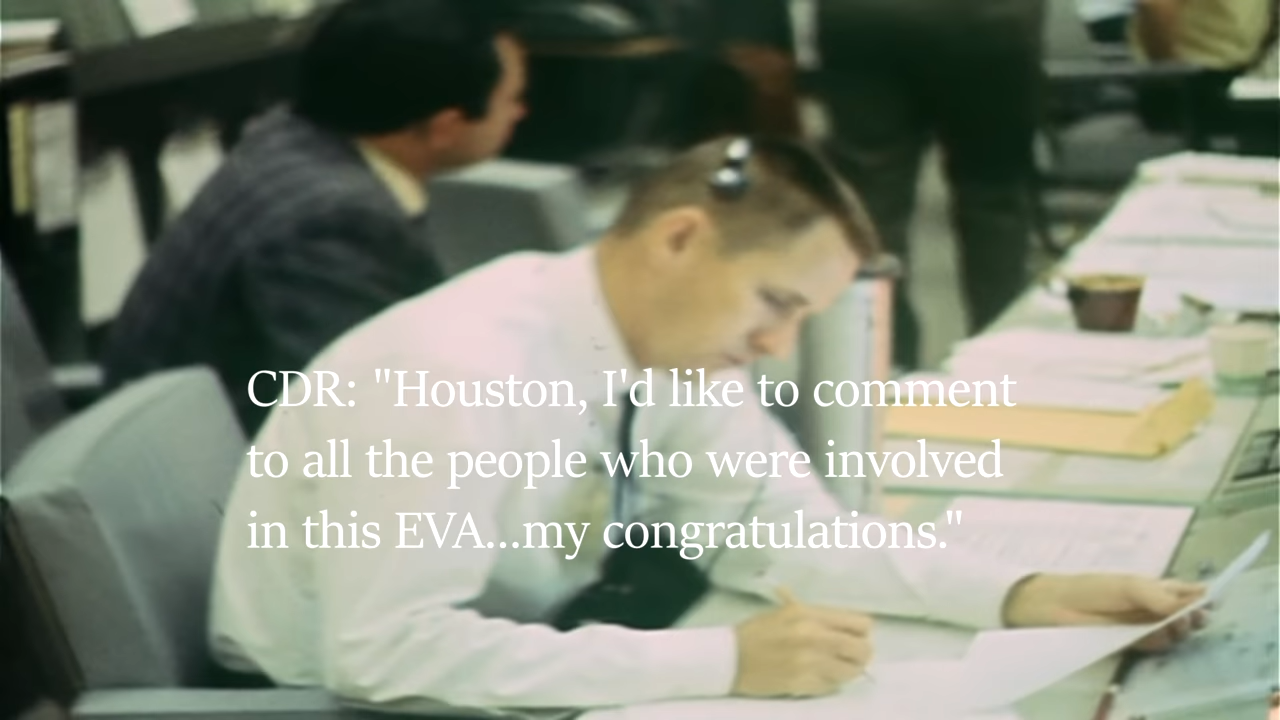 CDR: "Houston, I'd like to comment
to all the people who were involved
in this EVA...my congratulations."